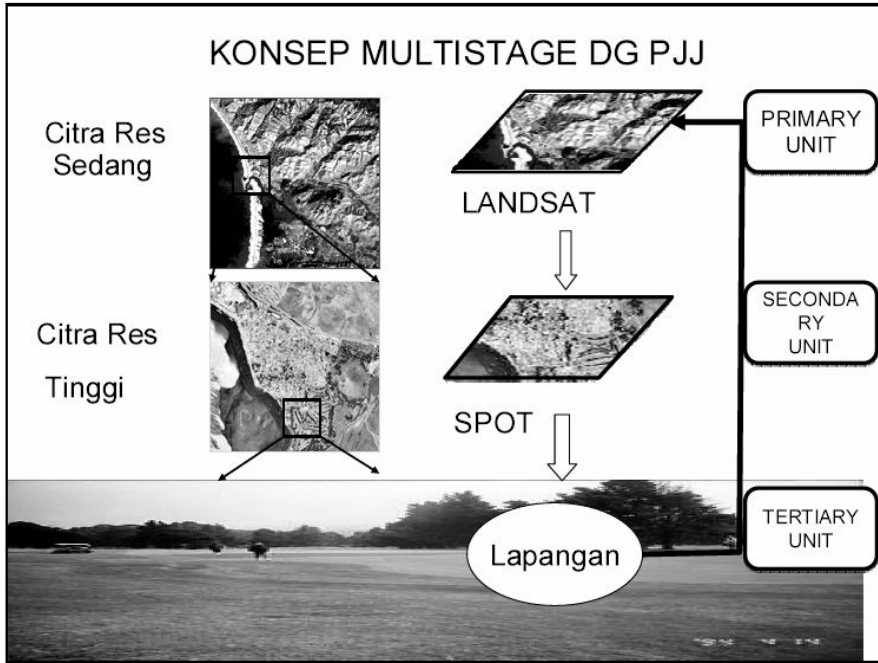 KONSEP MULTISTAGE DG PJJ
Citra Res
Sedang
LANDSAT
PRIMARY
UNIT
Citra Res
Tinggi
SPOT
SECONDA
RY
UNIT
Lapangan
TERTIARY
UNIT